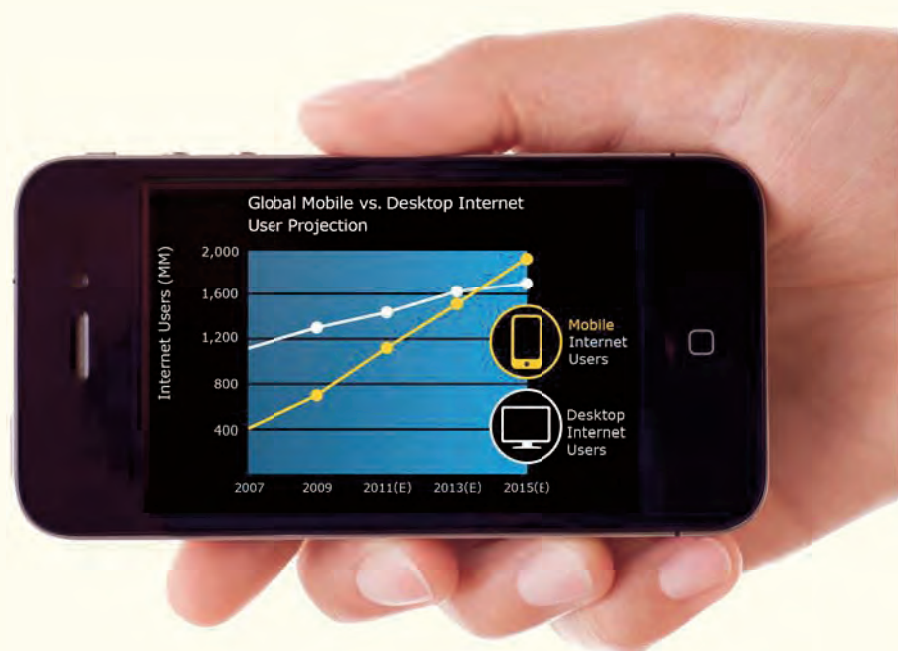 Global Mobile vs. Desktop Internet
User Projection
Internet Users (MM)
2,000
1,600
1,200
800
400
2007 2009 2011(E) 2013(E) 2015(E)
Mobile
Internet
Users
Desktop
Internet
Users